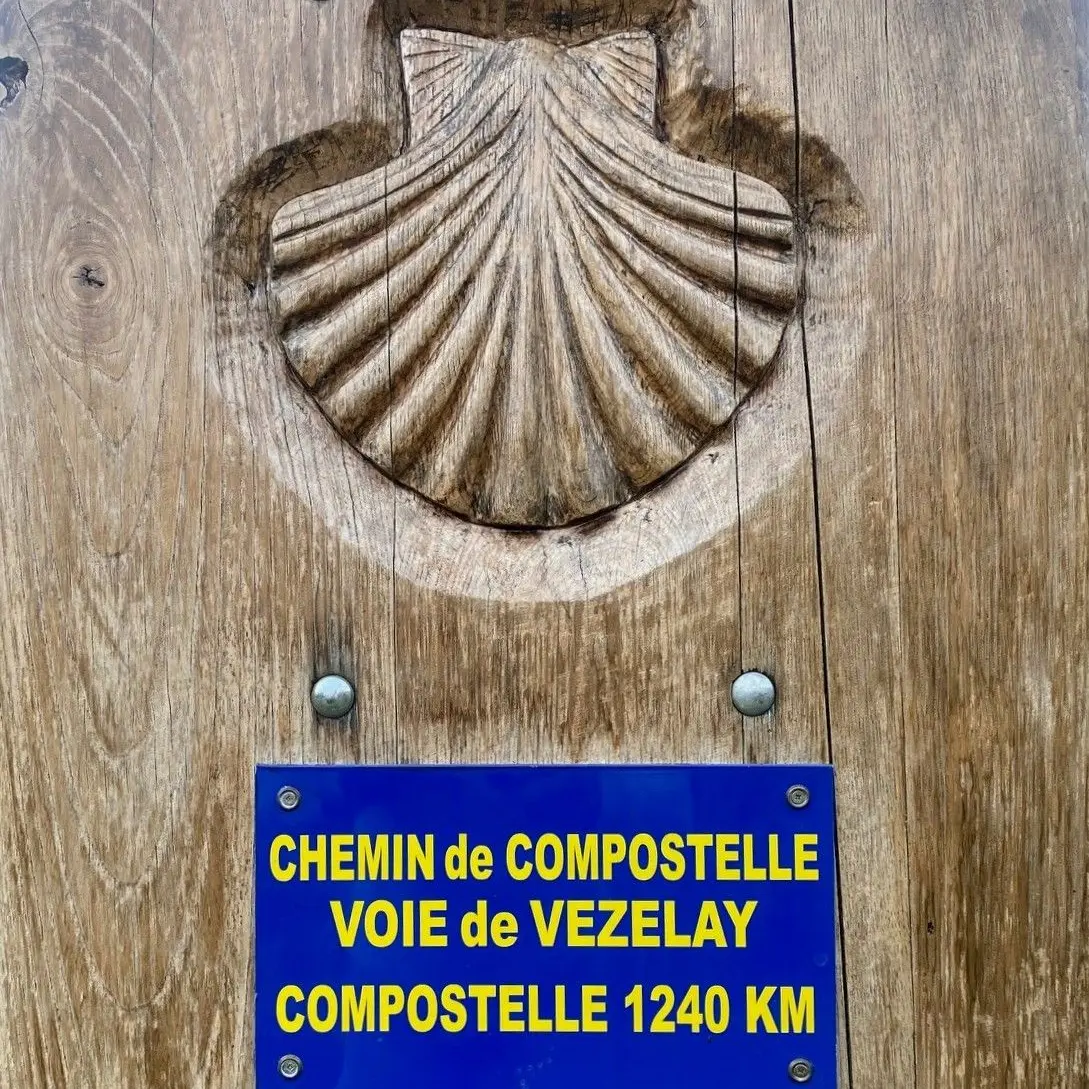 CHEMIN de COMPOSTELLE
VOIE de VEZELAY
COMPOSTELLE 1240 KM